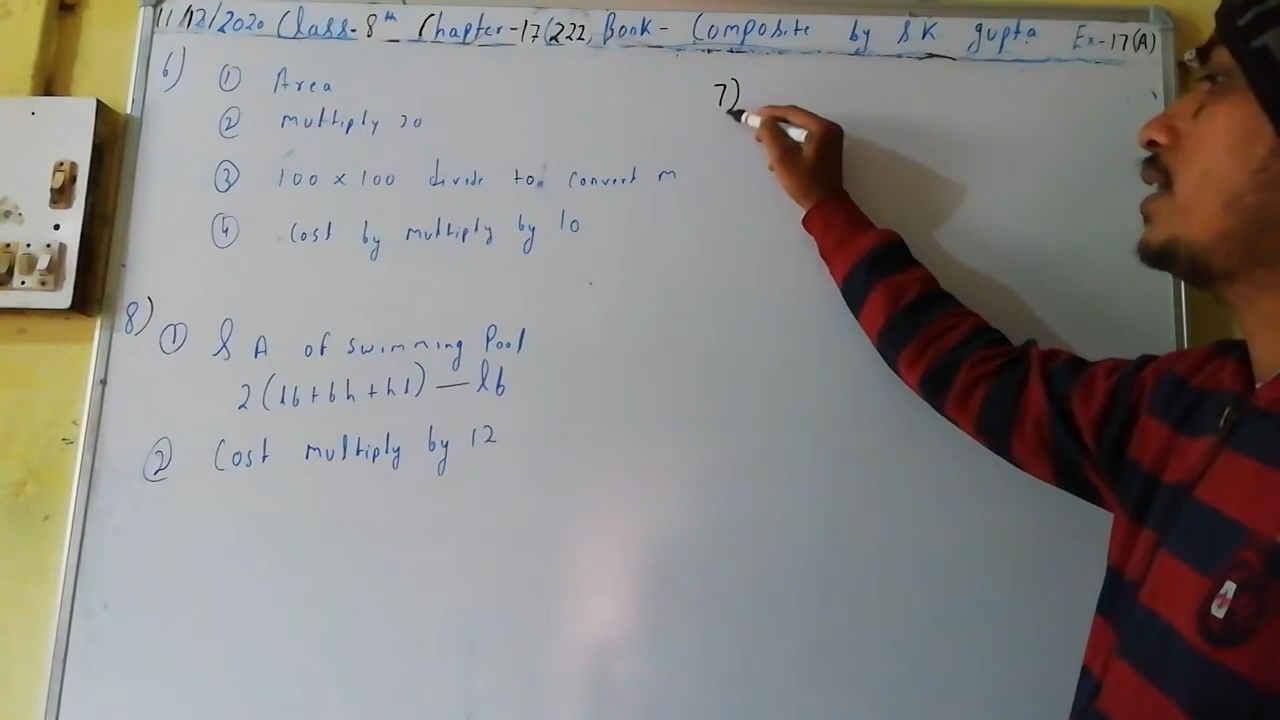 11/12/2020 Class-8th Chapter-17(222, Book- Composite by S K gupta Ex-17(A)
6) ① Area
② multiply 20
③ 100 x 100 divide to convert m
④ Cost by multiply by 10
8) ① S A of swimming Pool
2(lb+bh+hl) — lb
② Cost multiply by 12
7)